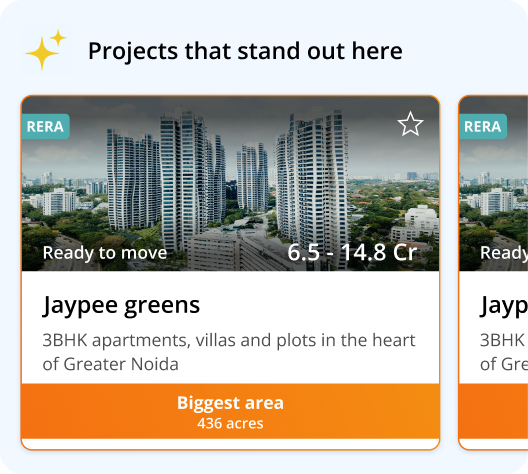 Projects that stand out here
RERA
Ready to move
6.5 - 14.8 Cr
Jaypee greens
3BHK apartments, villas and plots in the heart
of Greater Noida
Biggest area
436 acres
RERA
Ready
Jayp
3BHK
of Gre